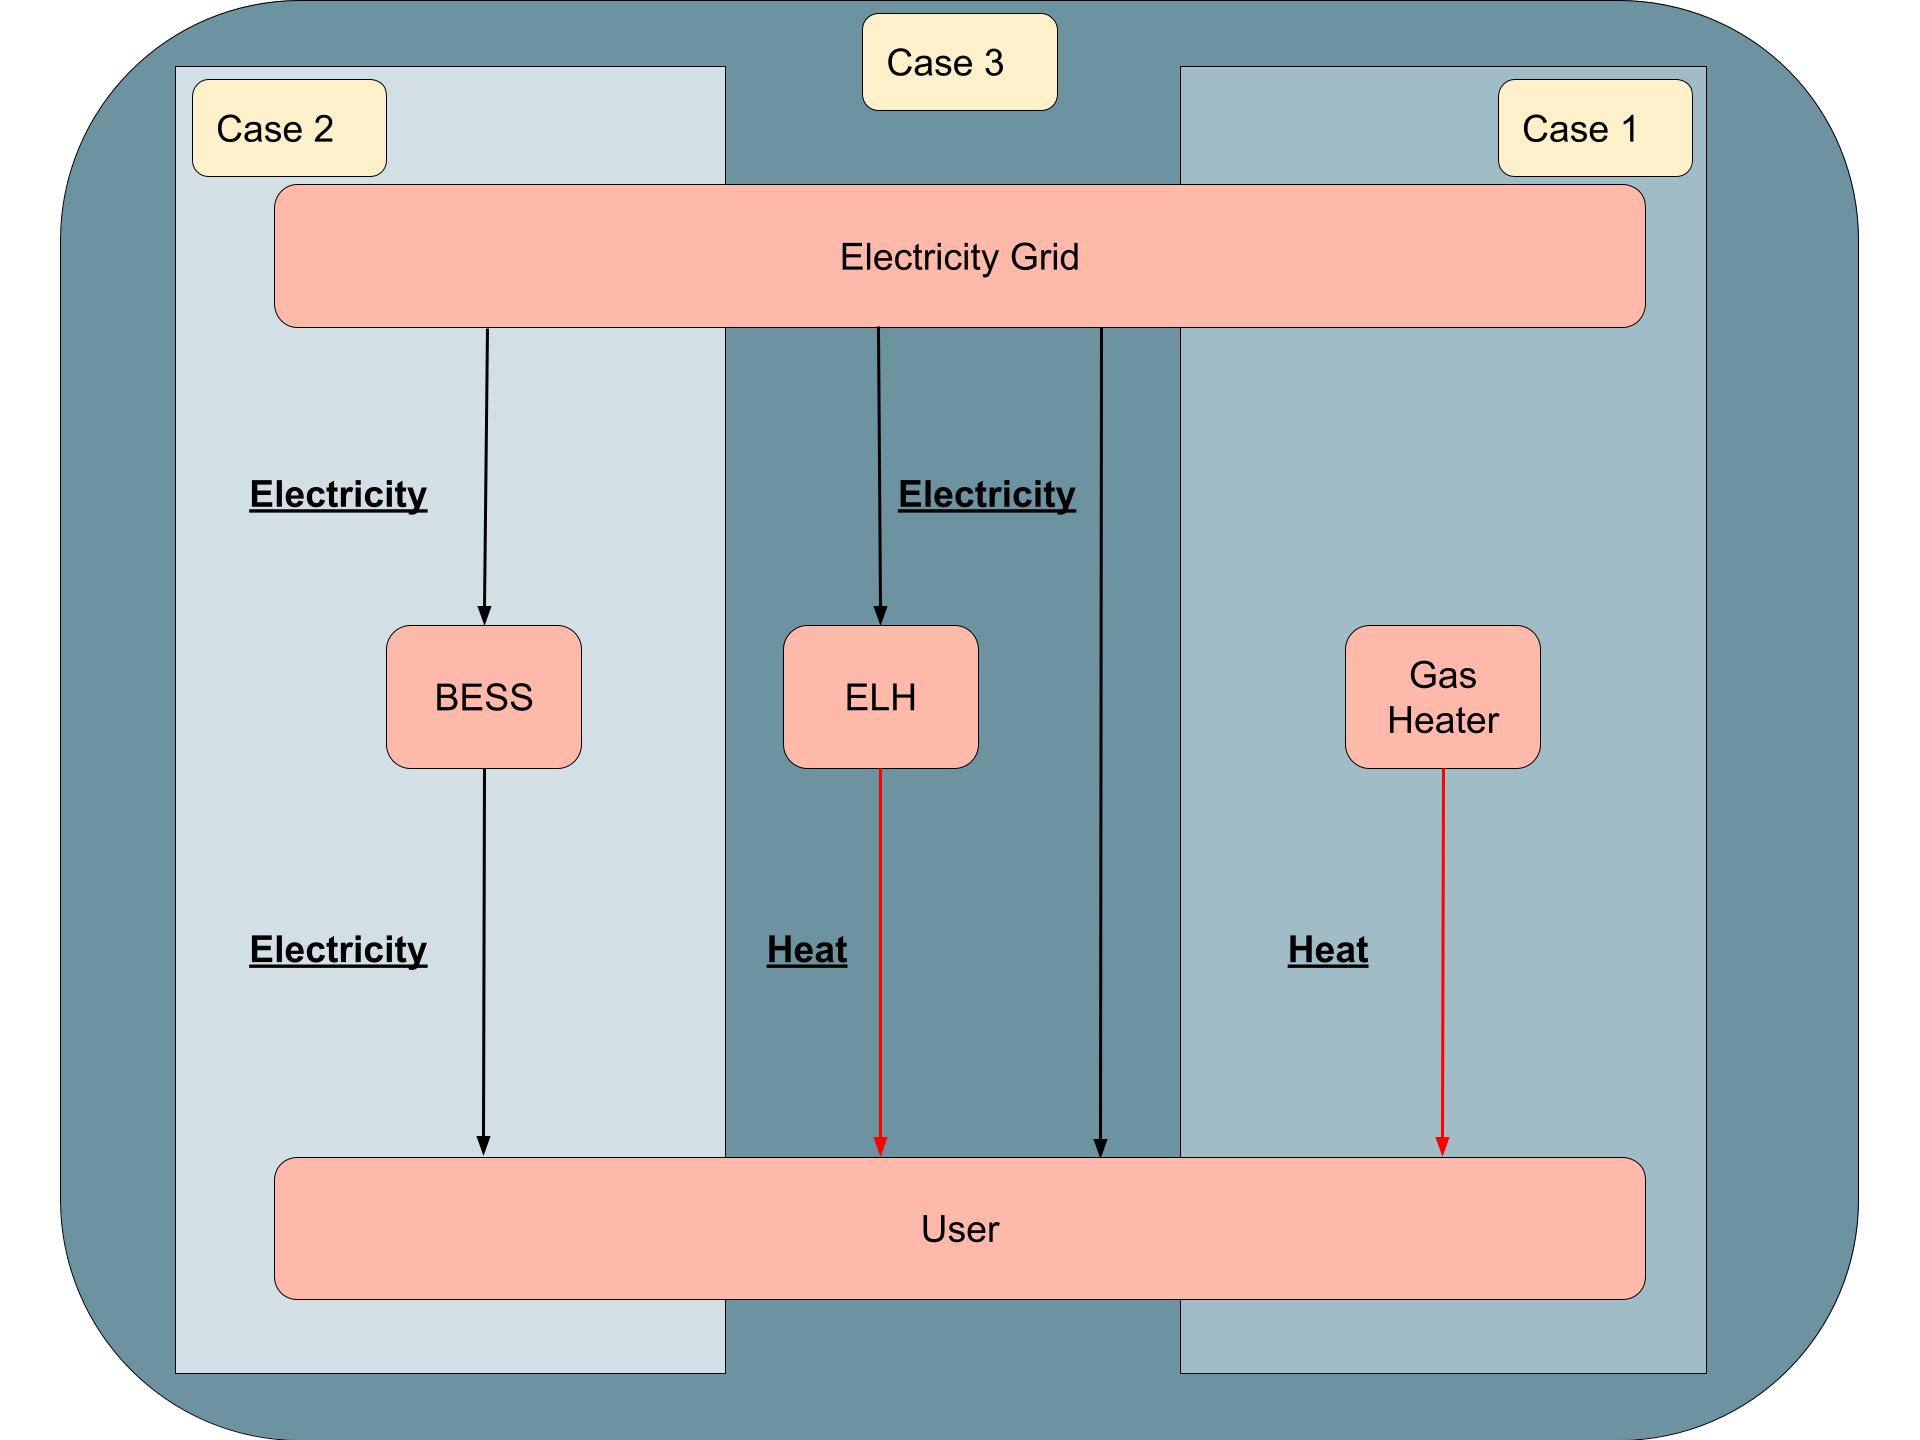 Case 3
Case 2
Case 1
Electricity Grid
Electricity
Electricity
BESS
ELH
Gas
Heater
Electricity
Heat
Heat
User